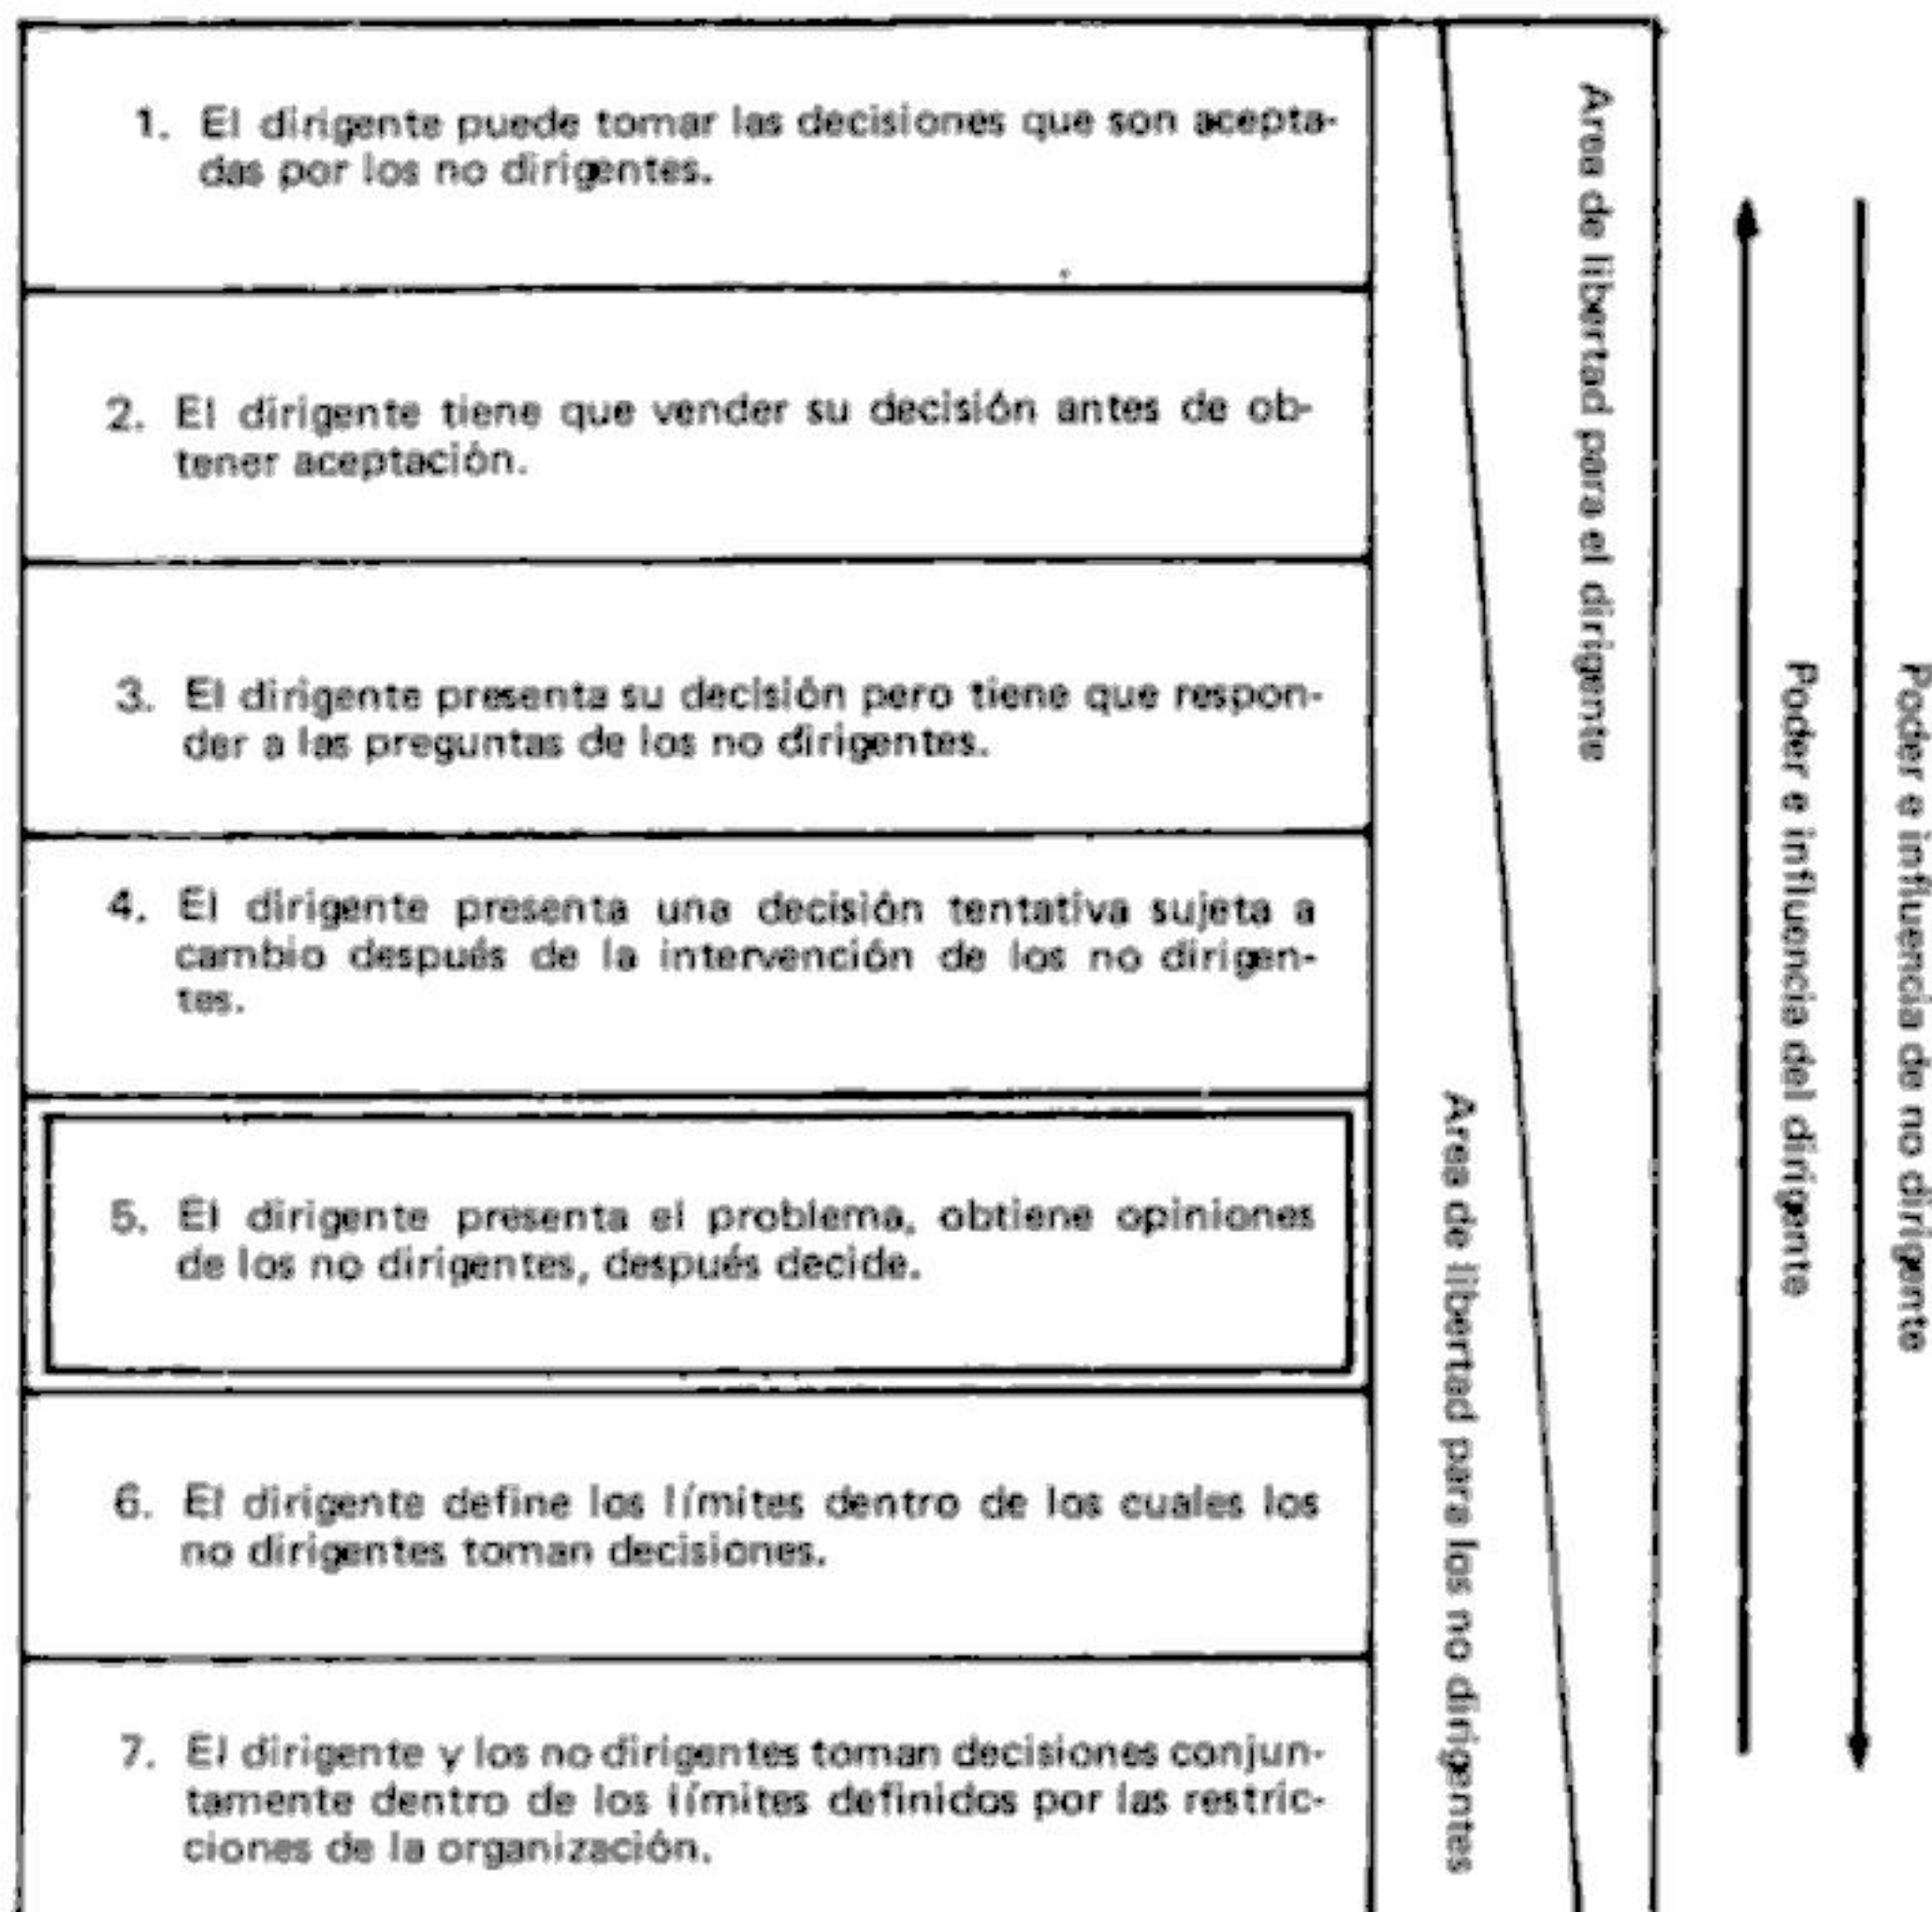 1. El dirigente puede tomar las decisiones que son acepta-
das por los no dirigentes.
2. El dirigente tiene que vender su decisión antes de ob-
tener aceptación.
3. El dirigente presenta su decisión pero tiene que respon-
der a las preguntas de los no dirigentes.
4. El dirigente presenta una decisión tentativa sujeta a
cambio después de la intervención de los no dirigen-
tes.
5. El dirigente presenta el problema, obtiene opiniones
de los no dirigentes, después decide.
6. El dirigente define los límites dentro de los cuales los
no dirigentes toman decisiones.
7. El dirigente y los no dirigentes toman decisiones conjun-
tamente dentro de los límites definidos por las restric-
ciones de la organización.
Area de libertad para el dirigente
Area de libertad para los no dirigentes
Poder e influencia del dirigente
Poder e influencia de no dirigente